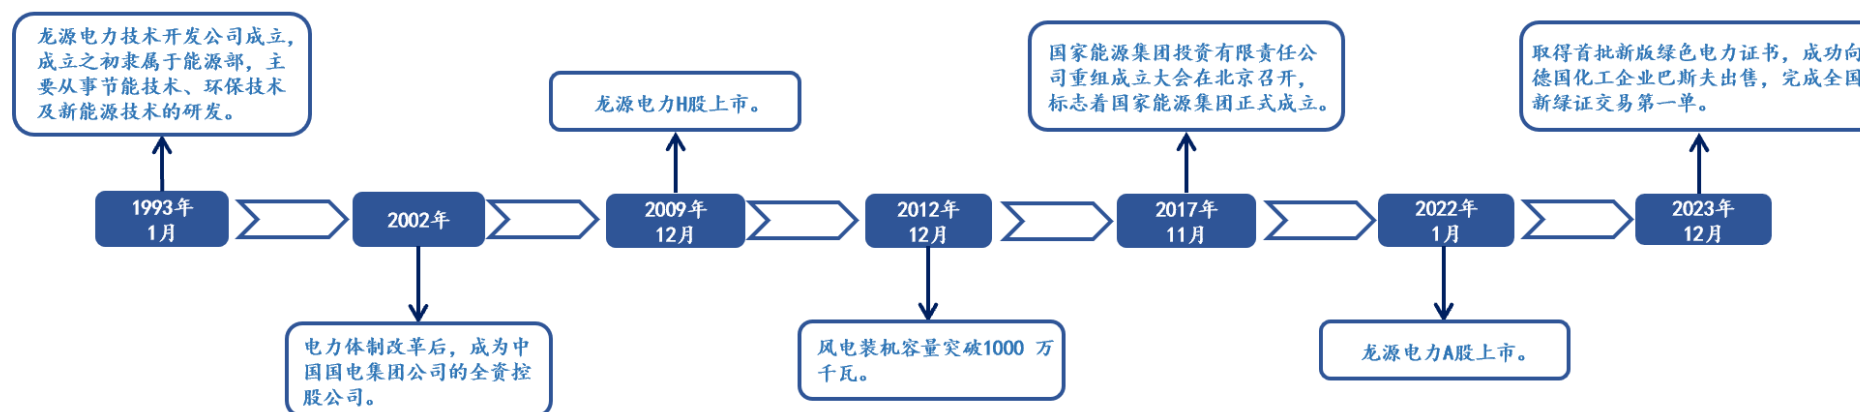 龙源电力技术开发公司成立，
成立之初隶属于能源部，主
要从事节能技术、环保技术
及新能源技术的研发。
龙源电力H股上市。
国家能源集团投资有限责任公
司重组成立大会在北京召开，
标志着国家能源集团正式成立。
取得首批新版绿色电力证书，成功向
德国化工企业巴斯夫出售，完成全国
新绿证交易第一单。
1993年
1月
2002年
2009年
12月
2012年
12月
2017年
11月
2022年
1月
2023年
12月
电力体制改革后，成为中
国国电集团公司的全资控
股公司。
风电装机容量突破1000 万
千瓦。
龙源电力A股上市。